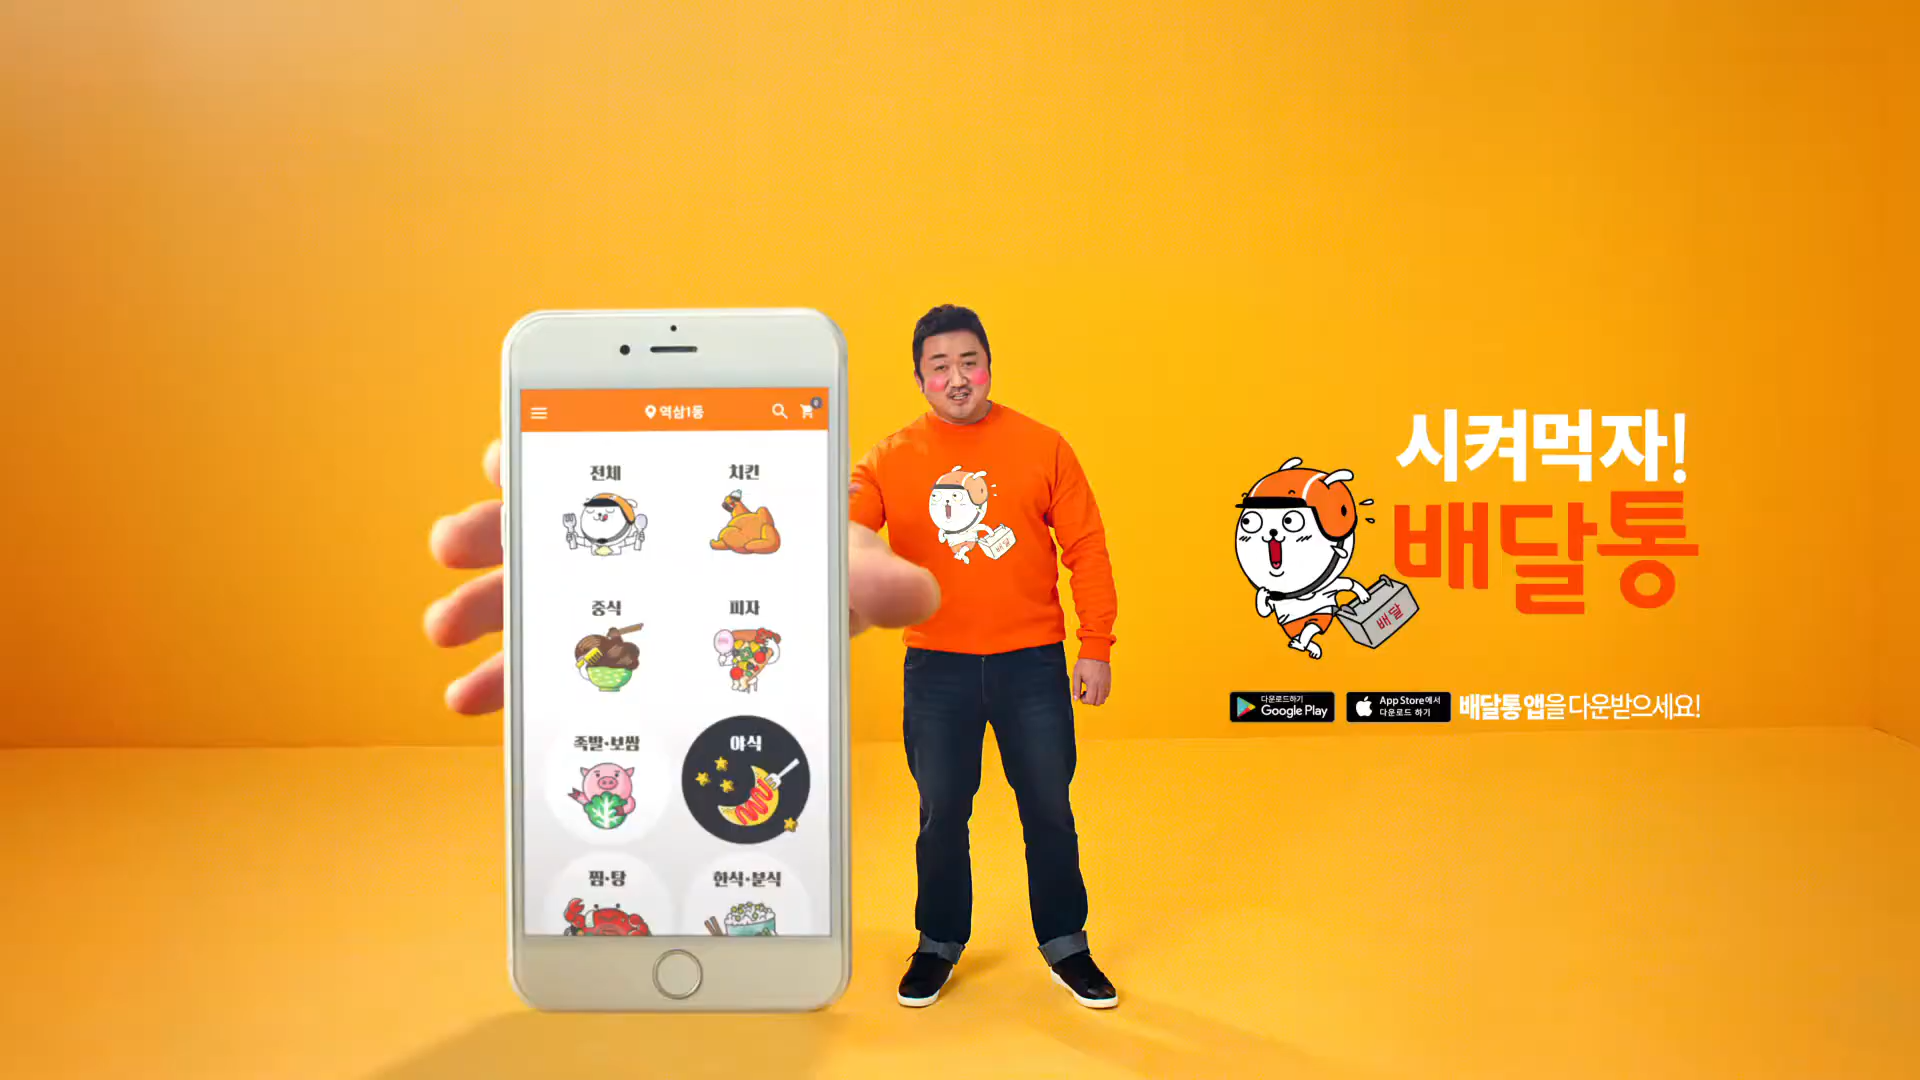 역삼1동
0
전체
치킨
중식
피자
족발·보쌈
야식
찜·탕
한식·분식
배달
시켜먹자!
배달통
배달
다운로드하기
Google Play
App Store에서
다운로드 하기
배달통 앱을 다운받으세요!